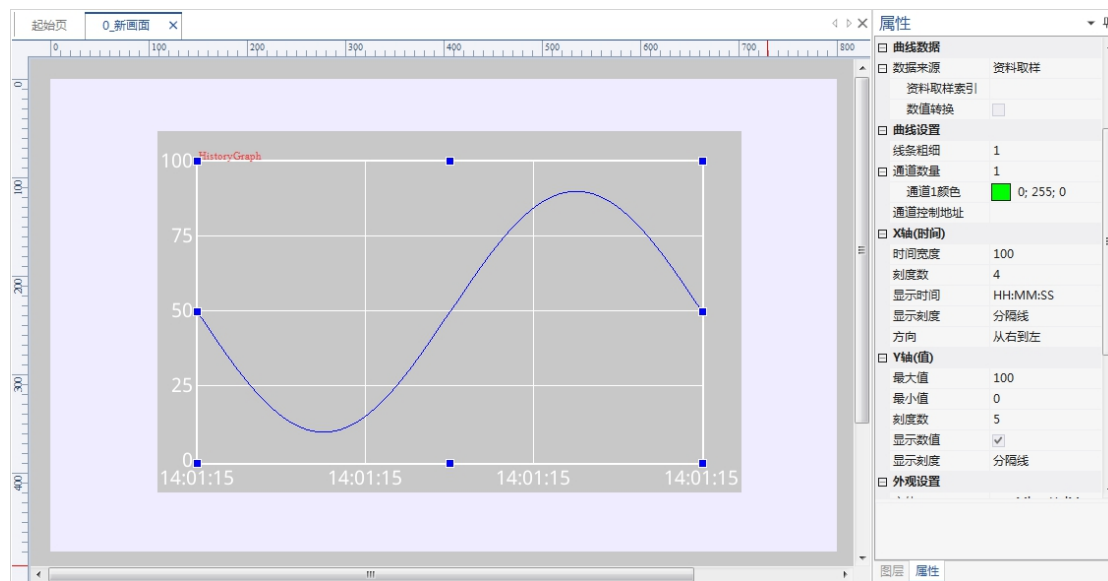 起始页 0_新画面 属性
0 100 200 300 400 500 600 700 800
曲线数据
数据来源 资料取样
资料取样索引
数值转换
曲线设置
线条粗细 1
通道数量 1
通道1颜色 0; 255; 0
通道控制地址
X轴(时间)
时间宽度 100
刻度数 4
显示时间 HH:MM:SS
显示刻度 分隔线
方向 从右到左
Y轴(值)
最大值 100
最小值 0
刻度数 5
显示数值
显示刻度 分隔线
外观设置
0
100
200
300
400
HistoryGraph
100
75
50
25
0
14:01:15 14:01:15 14:01:15 14:01:15
图层 属性